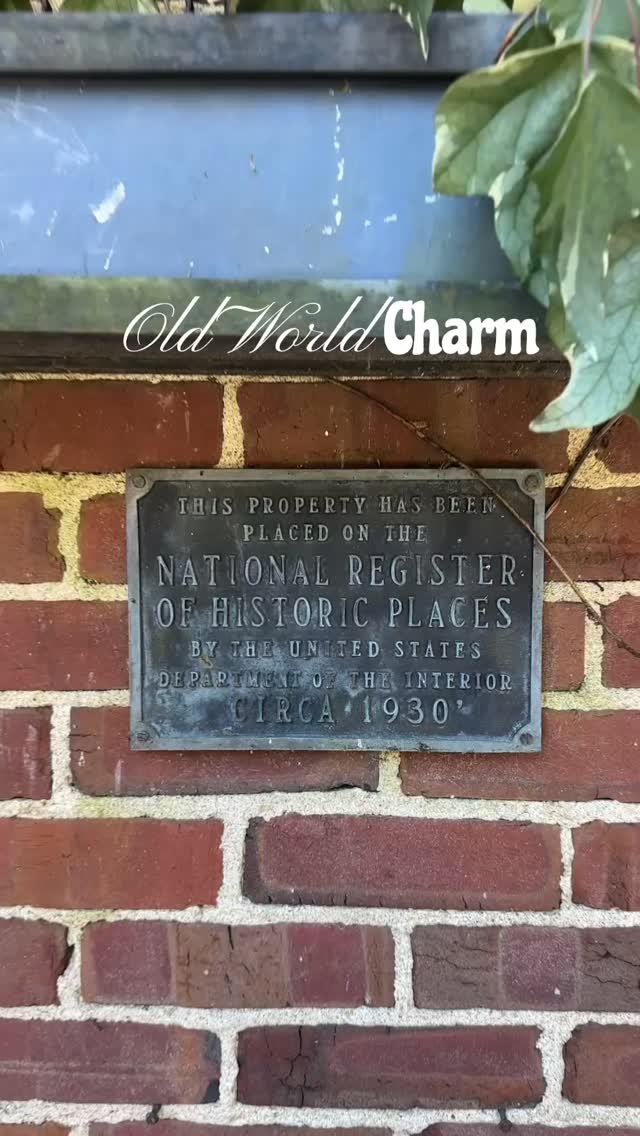 Old World Charm
THIS PROPERTY HAS BEEN
PLACED ON THE
NATIONAL REGISTER
OF HISTORIC PLACES
BY THE UNITED STATES
DEPARTMENT OF THE INTERIOR
CIRCA 1930'